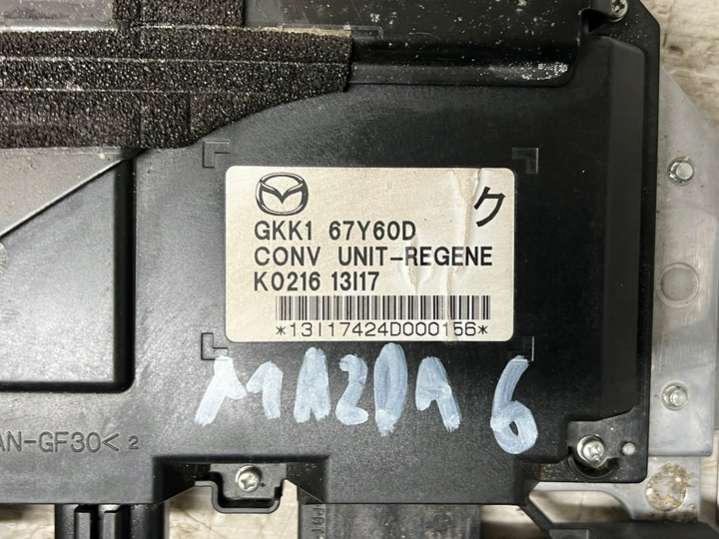 ク
GKK1 67Y60D
CONV UNIT-REGENE
K0216 13I17
*13I17424D000156*
MAZDA 6
AN-GF30< 2